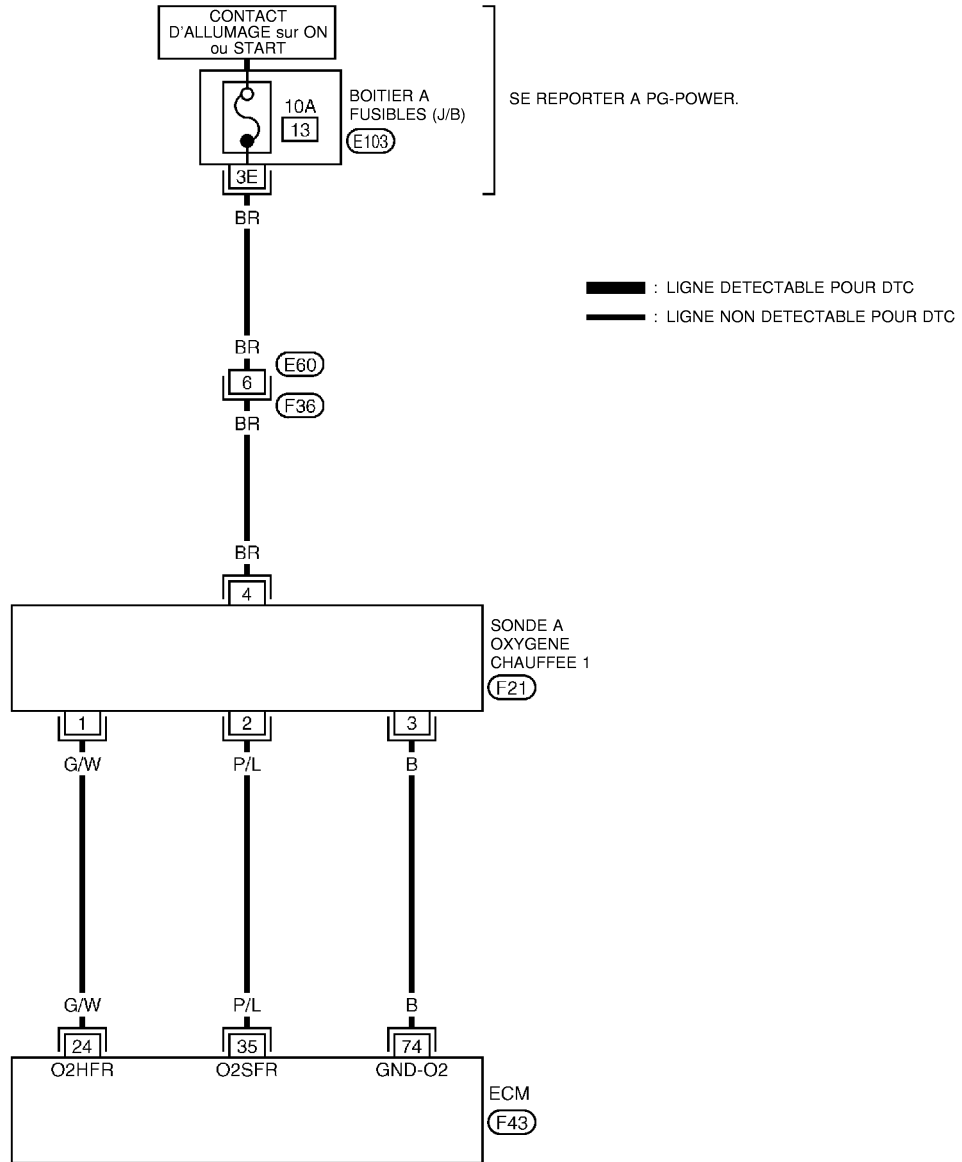 CONTACT
D'ALLUMAGE sur ON
ou START
10A
13
BOITIER A
FUSIBLES (J/B)
E103
SE REPORTER A PG-POWER.
3E
BR
: LIGNE DETECTABLE POUR DTC
: LIGNE NON DETECTABLE POUR DTC
BR
E60
6
F36
BR
BR
4
SONDE A
OXYGENE
CHAUFFEE 1
F21
1 2 3
G/W P/L B
G/W P/L B
24 35 74
O2HFR O2SFR GND-O2
ECM
F43